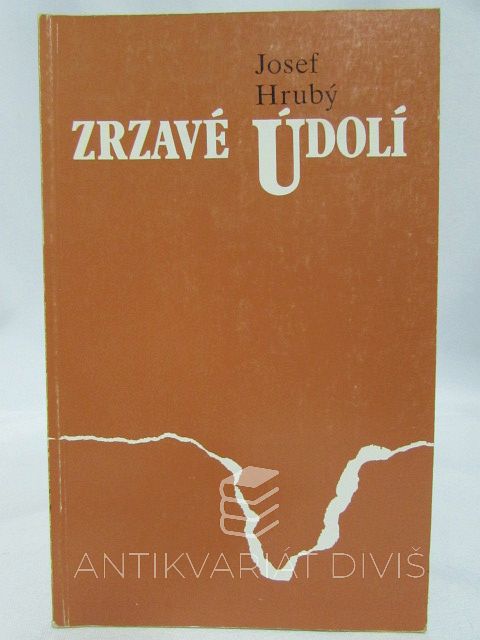 Josef
Hrubý
ZRZAVÉ ÚDOLÍ
ANTIKVARIÁT DIVIŠ